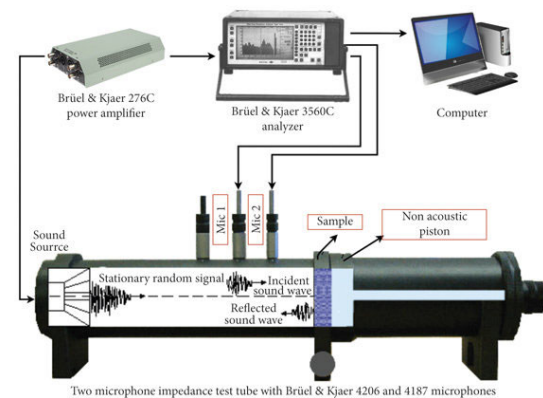 Brüel & Kjaer 276C
power amplifier
Brüel & Kjaer 3560C
analyzer
Computer
Mic 1
Mic 2
Sample
Non acoustic
piston
Sound
Sourrce
Stationary random signal
Incident
sound wave
Reflected
sound wave
Two microphone impedance test tube with Brüel & Kjaer 4206 and 4187 microphones